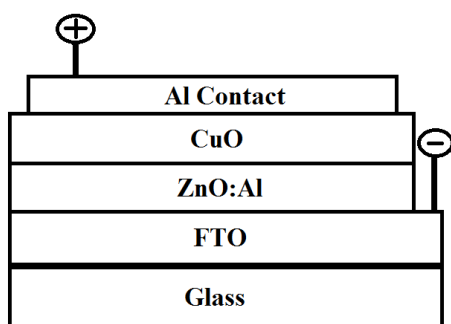 +
Al Contact
CuO
-
ZnO:Al
FTO
Glass